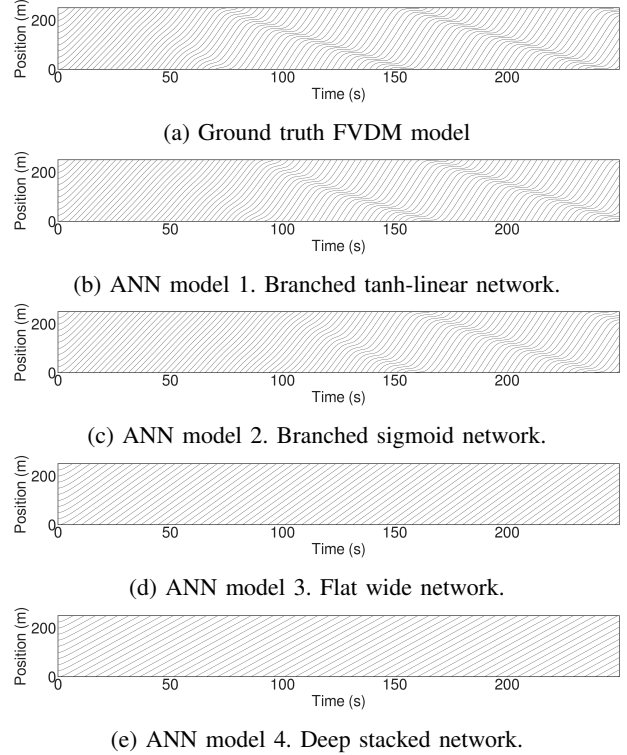 Position (m)
200
0
0 50 100 150 200
Time (s)
(a) Ground truth FVDM model
Position (m)
200
0
0 50 100 150 200
Time (s)
(b) ANN model 1. Branched tanh-linear network.
Position (m)
200
0
0 50 100 150 200
Time (s)
(c) ANN model 2. Branched sigmoid network.
Position (m)
200
0
0 50 100 150 200
Time (s)
(d) ANN model 3. Flat wide network.
Position (m)
200
0
0 50 100 150 200
Time (s)
(e) ANN model 4. Deep stacked network.